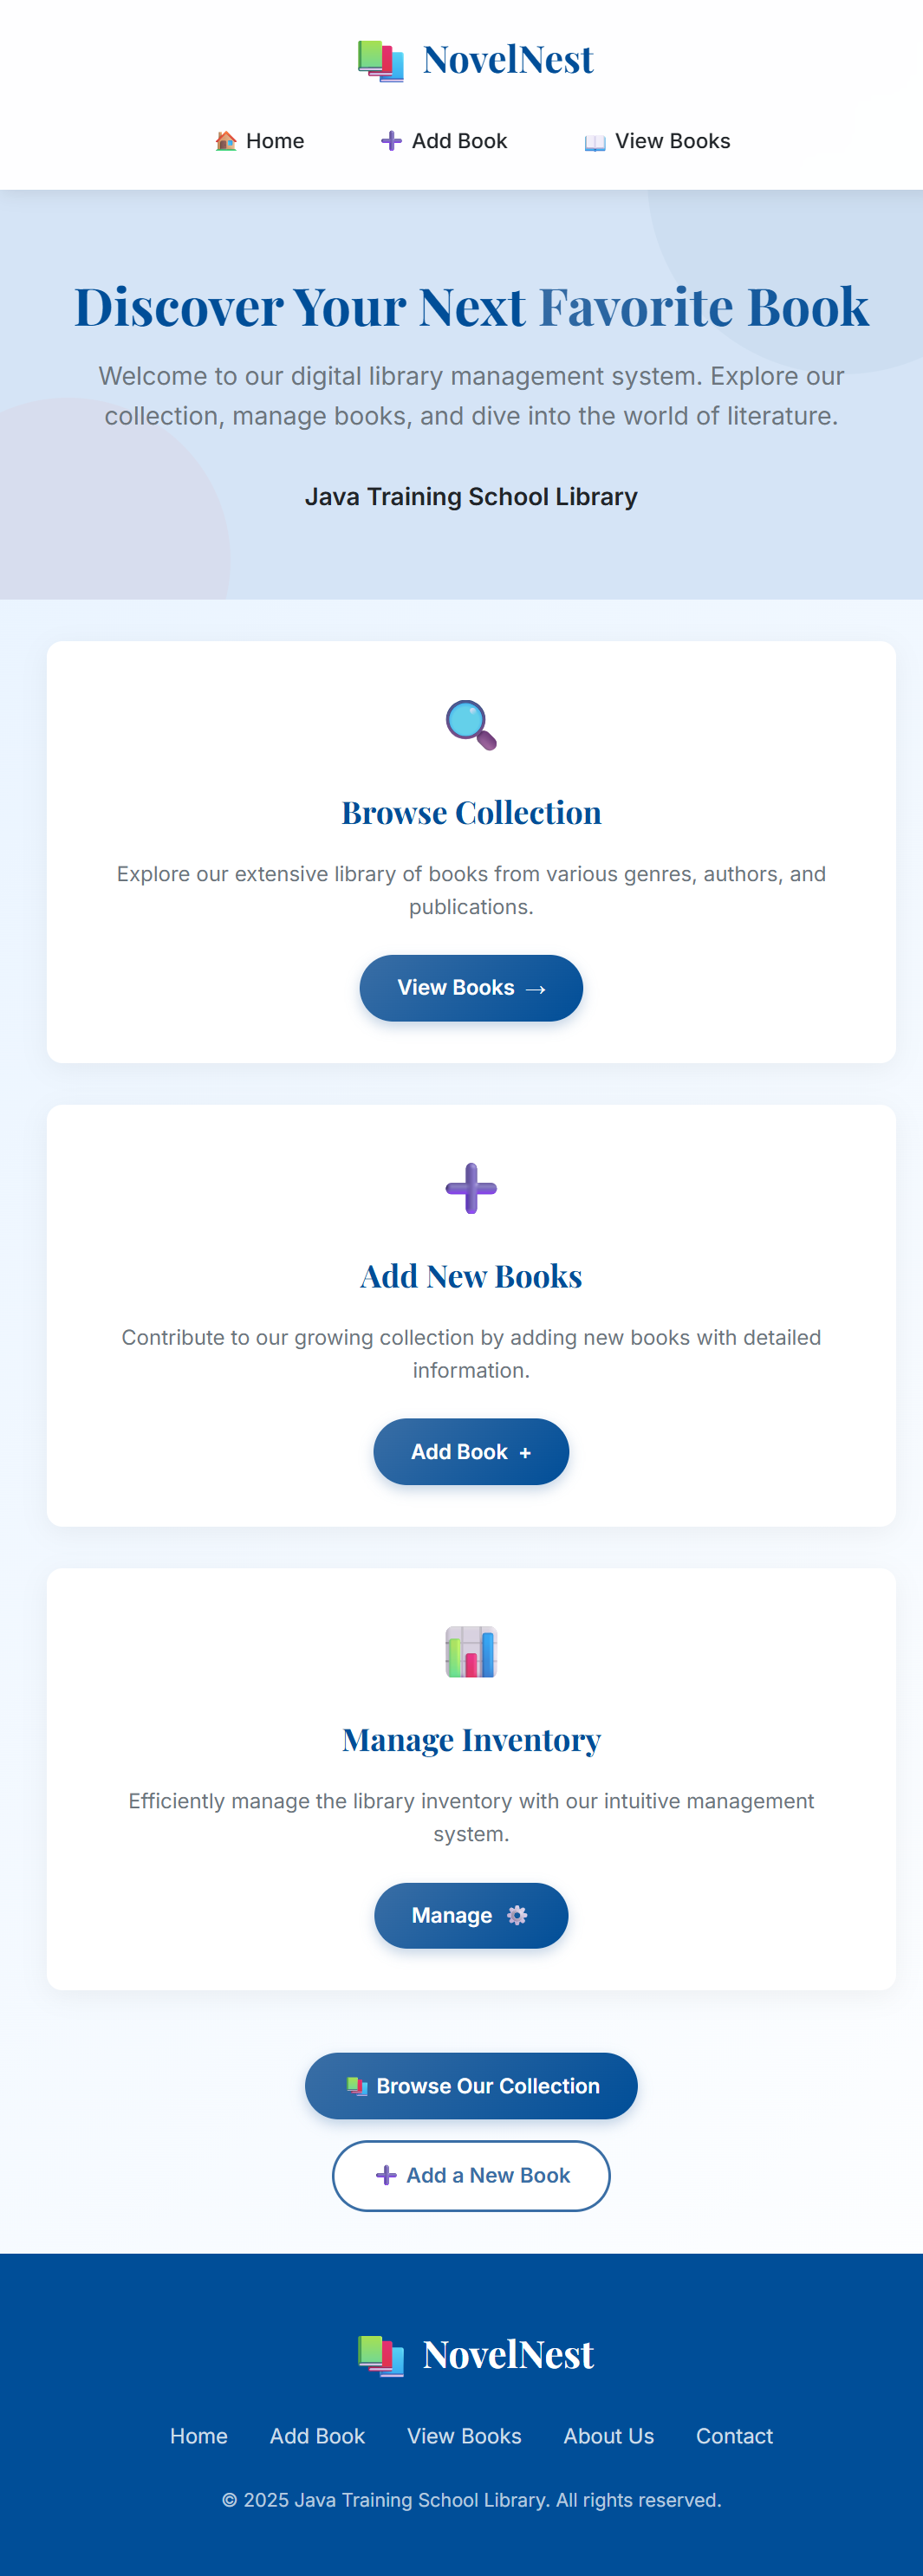 NovelNest
Home Add Book View Books
Discover Your Next Favorite Book
Welcome to our digital library management system. Explore our
collection, manage books, and dive into the world of literature.
Java Training School Library
Browse Collection
Explore our extensive library of books from various genres, authors, and
publications.
View Books →
Add New Books
Contribute to our growing collection by adding new books with detailed
information.
Add Book +
Manage Inventory
Efficiently manage the library inventory with our intuitive management
system.
Manage
Browse Our Collection
Add a New Book
NovelNest
Home Add Book View Books About Us Contact
© 2025 Java Training School Library. All rights reserved.